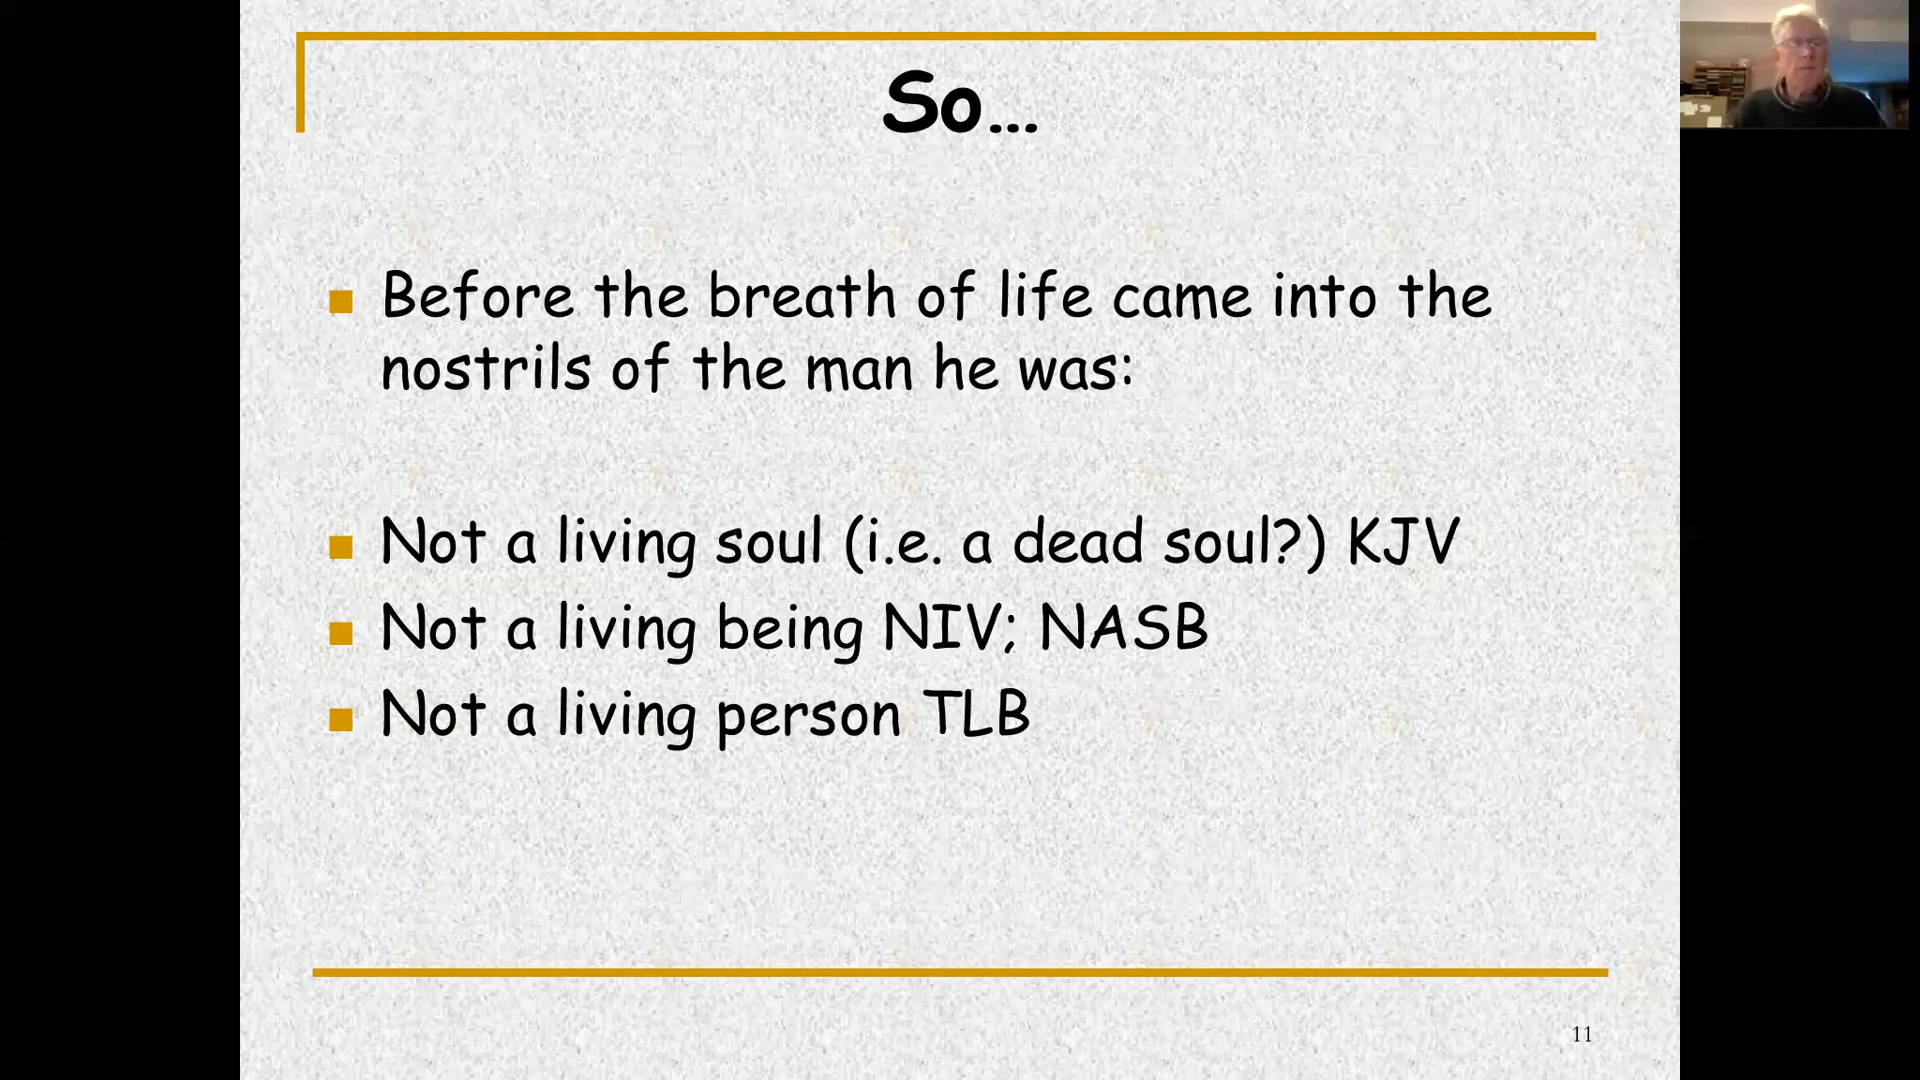 So...
Before the breath of life came into the
nostrils of the man he was:
Not a living soul (i.e. a dead soul?) KJV
Not a living being NIV; NASB
Not a living person TLB
11